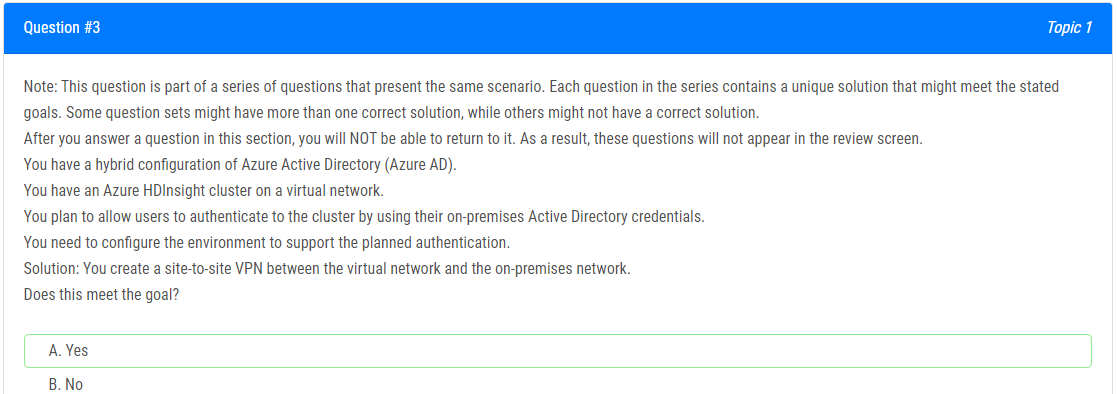 Question #3
Topic 1
Note: This question is part of a series of questions that present the same scenario. Each question in the series contains a unique solution that might meet the stated
goals. Some question sets might have more than one correct solution, while others might not have a correct solution.
After you answer a question in this section, you will NOT be able to return to it. As a result, these questions will not appear in the review screen.
You have a hybrid configuration of Azure Active Directory (Azure AD).
You have an Azure HDInsight cluster on a virtual network.
You plan to allow users to authenticate to the cluster by using their on-premises Active Directory credentials.
You need to configure the environment to support the planned authentication.
Solution: You create a site-to-site VPN between the virtual network and the on-premises network.
Does this meet the goal?
A. Yes
B. No